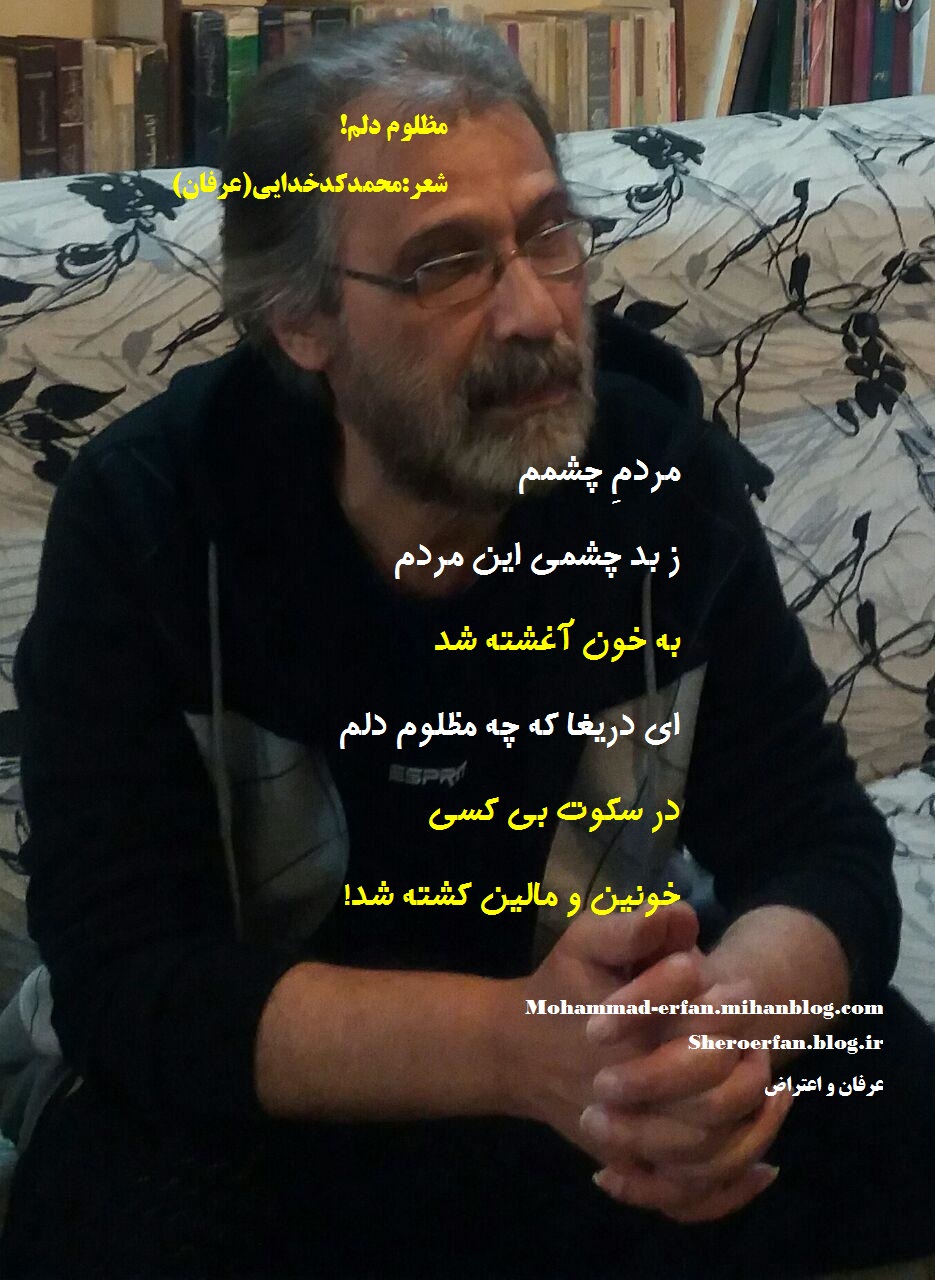 مظلوم دلم!
شعر:محمدکدخدایی(عرفان)
مردمِ چشمم
ز بد چشمی این مردم
به خون آغشته شد
ای دریغا که چه مظلوم دلم
ESPRIT
در سکوت بی کسی
خونین و مالین کشته شد!
Mohammad-erfan.mihanblog.com
Sheroerfan.blog.ir
عرفان و اعتراض